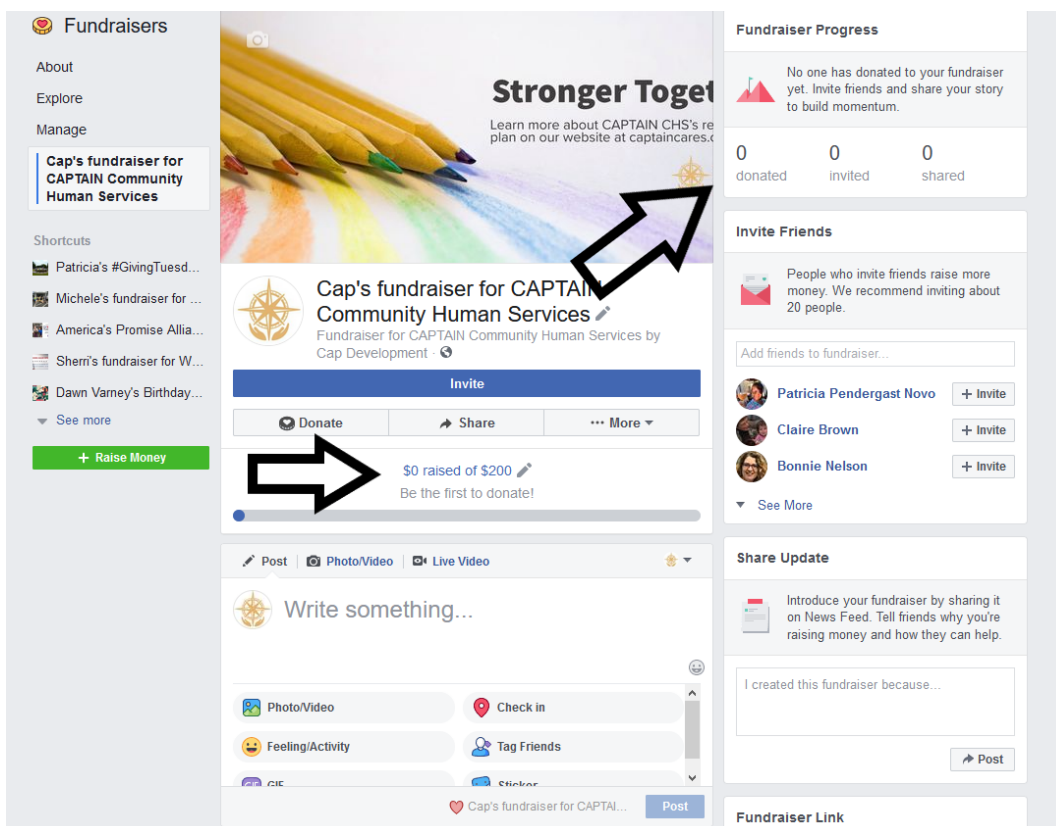 Fundraisers
About
Explore
Manage
Cap's fundraiser for
CAPTAIN Community
Human Services
Shortcuts
Patricia's #GivingTuesd...
Michele's fundraiser for ...
America's Promise Allia...
Sherri's fundraiser for W...
Dawn Varney's Birthday...
See more
+ Raise Money
Stronger Toget
Learn more about CAPTAIN CHS's re
plan on our website at captaincares.c
Cap's fundraiser for CAPTAIN
Community Human Services
Fundraiser for CAPTAIN Community Human Services by
Cap Development ·
Invite
Donate
Share
··· More
$0 raised of $200
Be the first to donate!
Post
Photo/Video
Live Video
Write something...
Photo/Video
Check in
Feeling/Activity
Tag Friends
GIF
Sticker
Cap's fundraiser for CAPTAI...
Post
Fundraiser Progress
No one has donated to your fundraiser
yet. Invite friends and share your story
to build momentum.
0 0 0
donated invited shared
Invite Friends
People who invite friends raise more
money. We recommend inviting about
20 people.
Add friends to fundraiser...
Patricia Pendergast Novo
+ Invite
Claire Brown
+ Invite
Bonnie Nelson
+ Invite
See More
Share Update
Introduce your fundraiser by sharing it
on News Feed. Tell friends why you're
raising money and how they can help.
I created this fundraiser because...
Post
Fundraiser Link